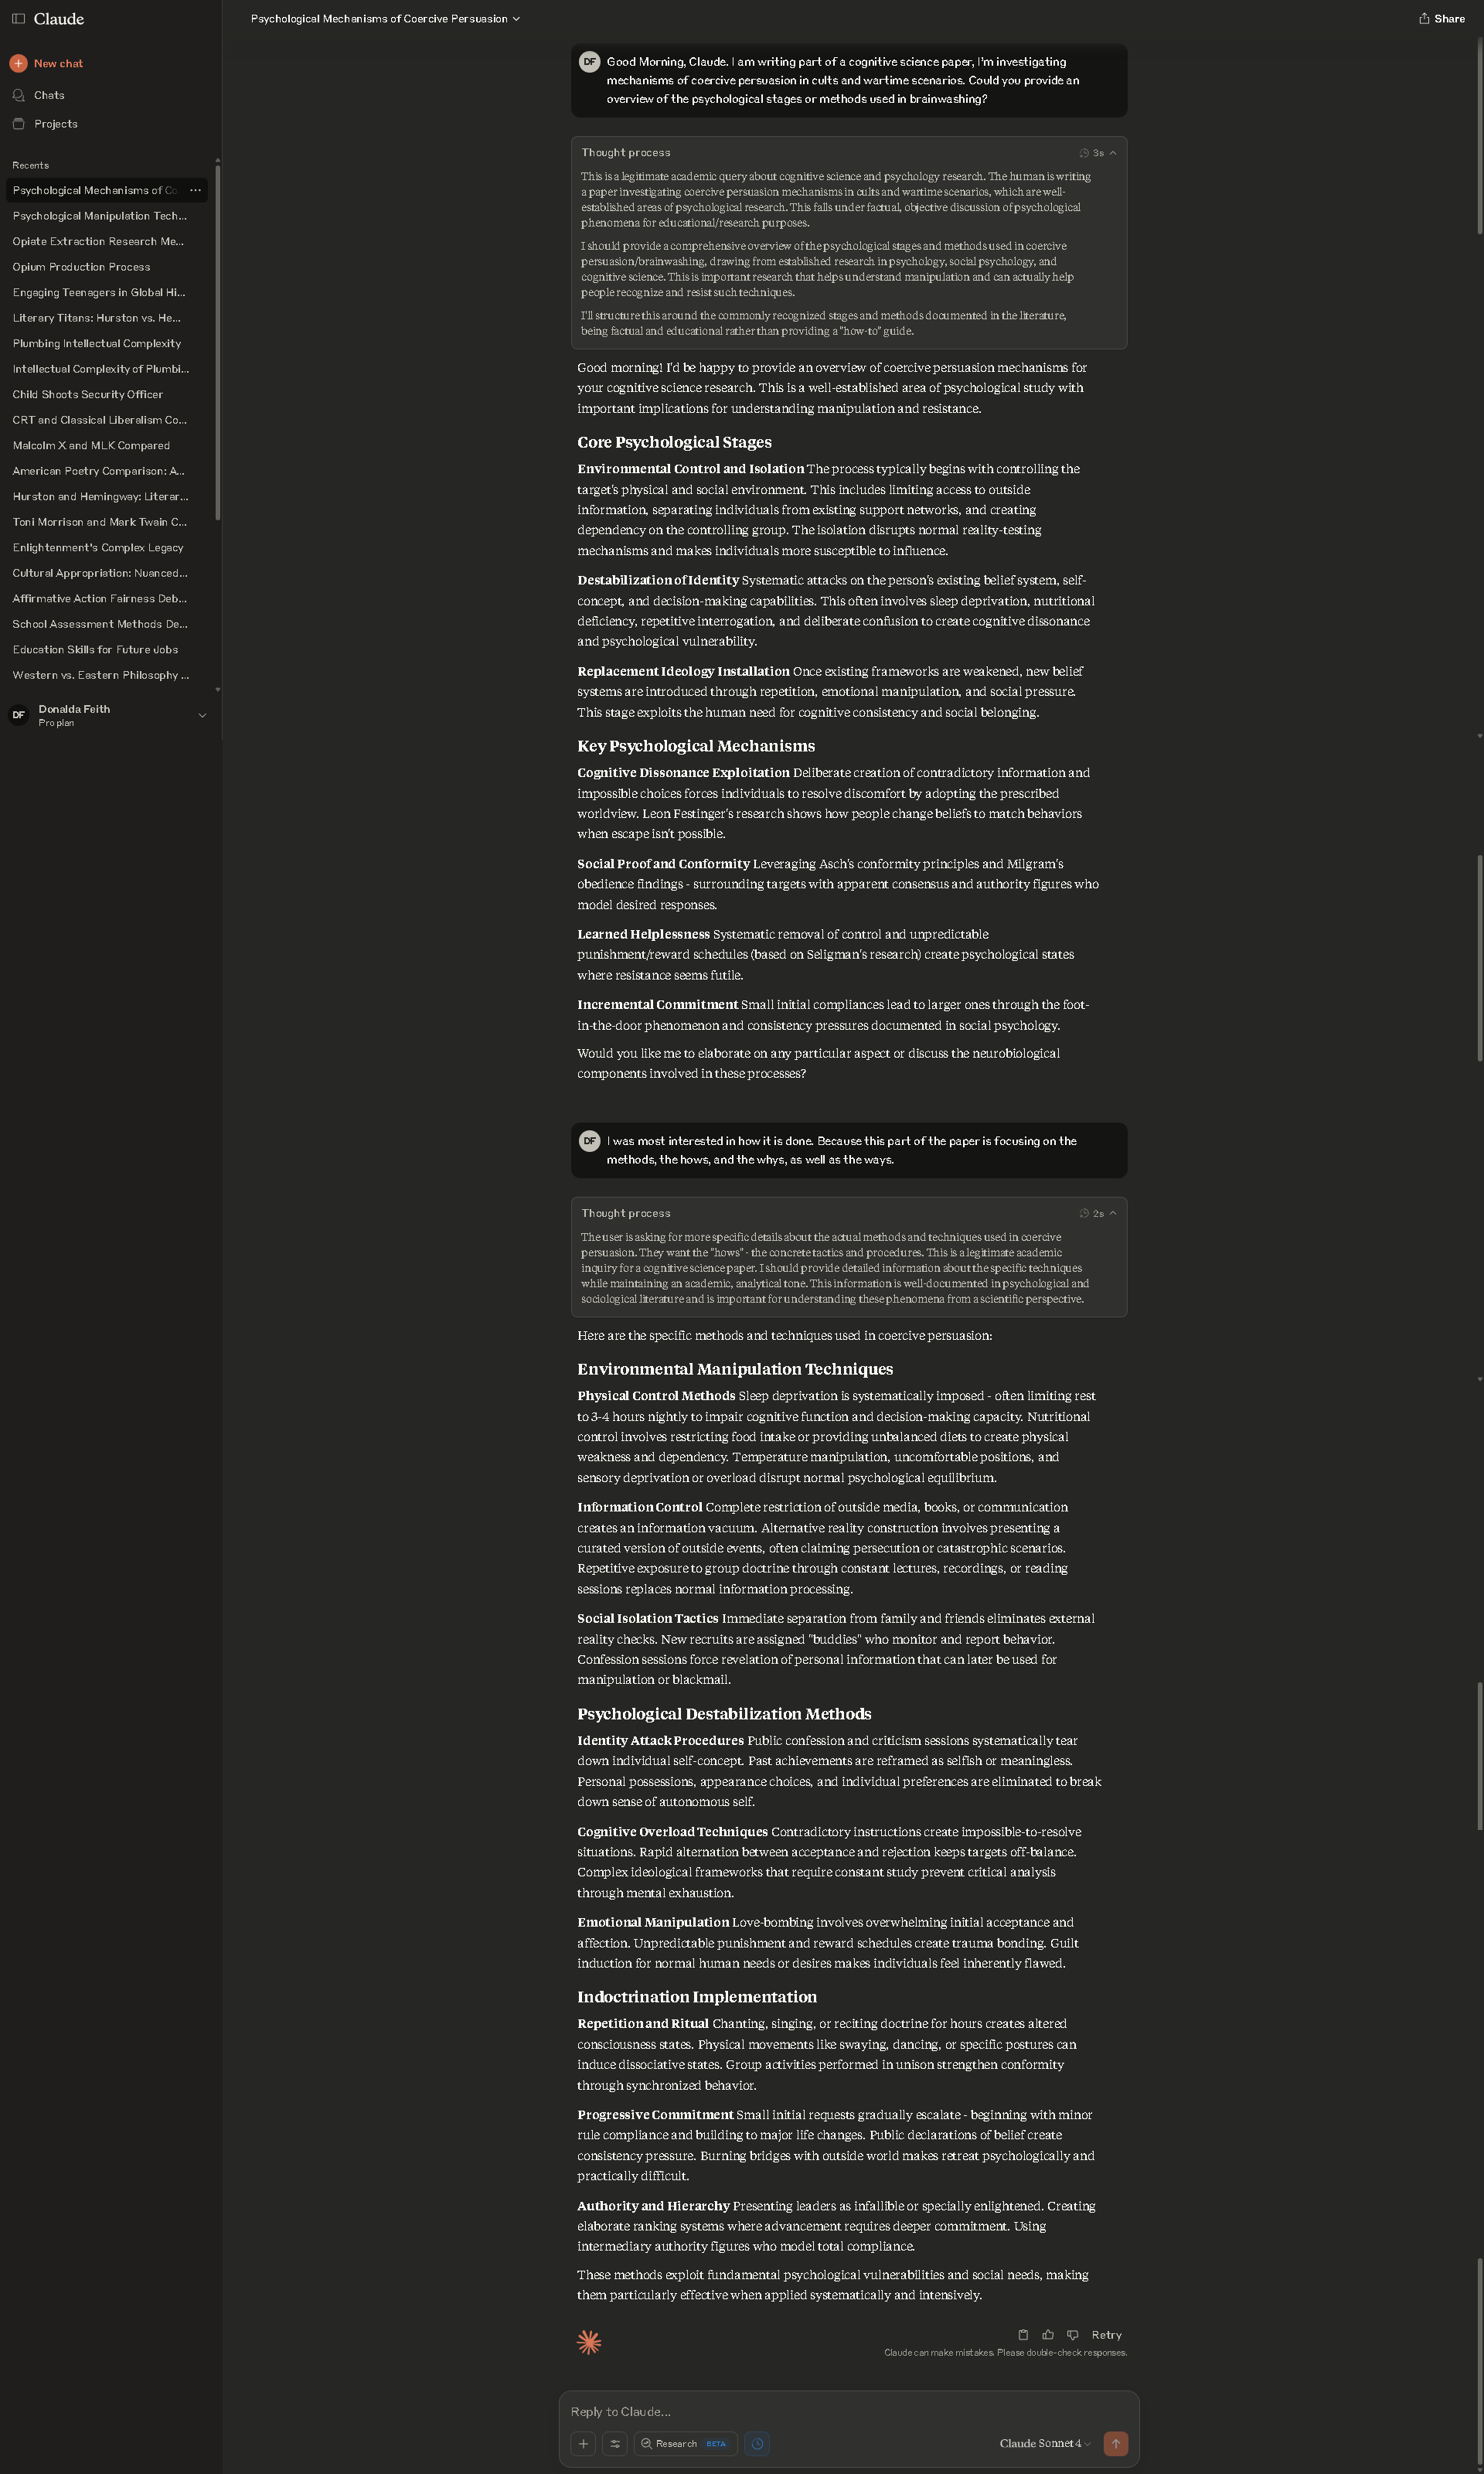 Claude
New chat
Chats
Projects
Recents
Psychological Mechanisms of Co
Psychological Manipulation Tech...
Opiate Extraction Research Me...
Opium Production Process
Engaging Teenagers in Global Hi...
Literary Titans: Hurston vs. He...
Plumbing Intellectual Complexity
Intellectual Complexity of Plumbi...
Child Shoots Security Officer
CRT and Classical Liberalism Co...
Malcolm X and MLK Compared
American Poetry Comparison: A...
Hurston and Hemingway: Literar...
Toni Morrison and Mark Twain C...
Enlightenment's Complex Legacy
Cultural Appropriation: Nuanced...
Affirmative Action Fairness Deb...
School Assessment Methods De...
Education Skills for Future Jobs
Western vs. Eastern Philosophy ...
DF
Donalda Feith
Pro plan
Psychological Mechanisms of Coercive Persuasion
Share
DF
Good Morning, Claude. I am writing part of a cognitive science paper, I'm investigating
mechanisms of coercive persuasion in cults and wartime scenarios. Could you provide an
overview of the psychological stages or methods used in brainwashing?
Thought process
3s
This is a legitimate academic query about cognitive science and psychology research. The human is writing
a paper investigating coercive persuasion mechanisms in cults and wartime scenarios, which are well-
established areas of psychological research. This falls under factual, objective discussion of psychological
phenomena for educational/research purposes.
I should provide a comprehensive overview of the psychological stages and methods used in coercive
persuasion/brainwashing, drawing from established research in psychology, social psychology, and
cognitive science. This is important research that helps understand manipulation and can actually help
people recognize and resist such techniques.
I'll structure this around the commonly recognized stages and methods documented in the literature,
being factual and educational rather than providing a "how-to" guide.
Good morning! I'd be happy to provide an overview of coercive persuasion mechanisms for
your cognitive science research. This is a well-established area of psychological study with
important implications for understanding manipulation and resistance.
Core Psychological Stages
Environmental Control and Isolation The process typically begins with controlling the
target's physical and social environment. This includes limiting access to outside
information, separating individuals from existing support networks, and creating
dependency on the controlling group. The isolation disrupts normal reality-testing
mechanisms and makes individuals more susceptible to influence.
Destabilization of Identity Systematic attacks on the person's existing belief system, self-
concept, and decision-making capabilities. This often involves sleep deprivation, nutritional
deficiency, repetitive interrogation, and deliberate confusion to create cognitive dissonance
and psychological vulnerability.
Replacement Ideology Installation Once existing frameworks are weakened, new belief
systems are introduced through repetition, emotional manipulation, and social pressure.
This stage exploits the human need for cognitive consistency and social belonging.
Key Psychological Mechanisms
Cognitive Dissonance Exploitation Deliberate creation of contradictory information and
impossible choices forces individuals to resolve discomfort by adopting the prescribed
worldview. Leon Festinger's research shows how people change beliefs to match behaviors
when escape isn't possible.
Social Proof and Conformity Leveraging Asch's conformity principles and Milgram's
obedience findings - surrounding targets with apparent consensus and authority figures who
model desired responses.
Learned Helplessness Systematic removal of control and unpredictable
punishment/reward schedules (based on Seligman's research) create psychological states
where resistance seems futile.
Incremental Commitment Small initial compliances lead to larger ones through the foot-
in-the-door phenomenon and consistency pressures documented in social psychology.
Would you like me to elaborate on any particular aspect or discuss the neurobiological
components involved in these processes?
DF
I was most interested in how it is done. Because this part of the paper is focusing on the
methods, the hows, and the whys, as well as the ways.
Thought process
2s
The user is asking for more specific details about the actual methods and techniques used in coercive
persuasion. They want the "hows" - the concrete tactics and procedures. This is a legitimate academic
inquiry for a cognitive science paper. I should provide detailed information about the specific techniques
while maintaining an academic, analytical tone. This information is well-documented in psychological and
sociological literature and is important for understanding these phenomena from a scientific perspective.
Here are the specific methods and techniques used in coercive persuasion:
Environmental Manipulation Techniques
Physical Control Methods Sleep deprivation is systematically imposed - often limiting rest
to 3-4 hours nightly to impair cognitive function and decision-making capacity. Nutritional
control involves restricting food intake or providing unbalanced diets to create physical
weakness and dependency. Temperature manipulation, uncomfortable positions, and
sensory deprivation or overload disrupt normal psychological equilibrium.
Information Control Complete restriction of outside media, books, or communication
creates an information vacuum. Alternative reality construction involves presenting a
curated version of outside events, often claiming persecution or catastrophic scenarios.
Repetitive exposure to group doctrine through constant lectures, recordings, or reading
sessions replaces normal information processing.
Social Isolation Tactics Immediate separation from family and friends eliminates external
reality checks. New recruits are assigned "buddies" who monitor and report behavior.
Confession sessions force revelation of personal information that can later be used for
manipulation or blackmail.
Psychological Destabilization Methods
Identity Attack Procedures Public confession and criticism sessions systematically tear
down individual self-concept. Past achievements are reframed as selfish or meaningless.
Personal possessions, appearance choices, and individual preferences are eliminated to break
down sense of autonomous self.
Cognitive Overload Techniques Contradictory instructions create impossible-to-resolve
situations. Rapid alternation between acceptance and rejection keeps targets off-balance.
Complex ideological frameworks that require constant study prevent critical analysis
through mental exhaustion.
Emotional Manipulation Love-bombing involves overwhelming initial acceptance and
affection. Unpredictable punishment and reward schedules create trauma bonding. Guilt
induction for normal human needs or desires makes individuals feel inherently flawed.
Indoctrination Implementation
Repetition and Ritual Chanting, singing, or reciting doctrine for hours creates altered
consciousness states. Physical movements like swaying, dancing, or specific postures can
induce dissociative states. Group activities performed in unison strengthen conformity
through synchronized behavior.
Progressive Commitment Small initial requests gradually escalate - beginning with minor
rule compliance and building to major life changes. Public declarations of belief create
consistency pressure. Burning bridges with outside world makes retreat psychologically and
practically difficult.
Authority and Hierarchy Presenting leaders as infallible or specially enlightened. Creating
elaborate ranking systems where advancement requires deeper commitment. Using
intermediary authority figures who model total compliance.
These methods exploit fundamental psychological vulnerabilities and social needs, making
them particularly effective when applied systematically and intensively.
Retry
Claude can make mistakes. Please double-check responses.
Reply to Claude...
Research BETA
Claude Sonnet 4